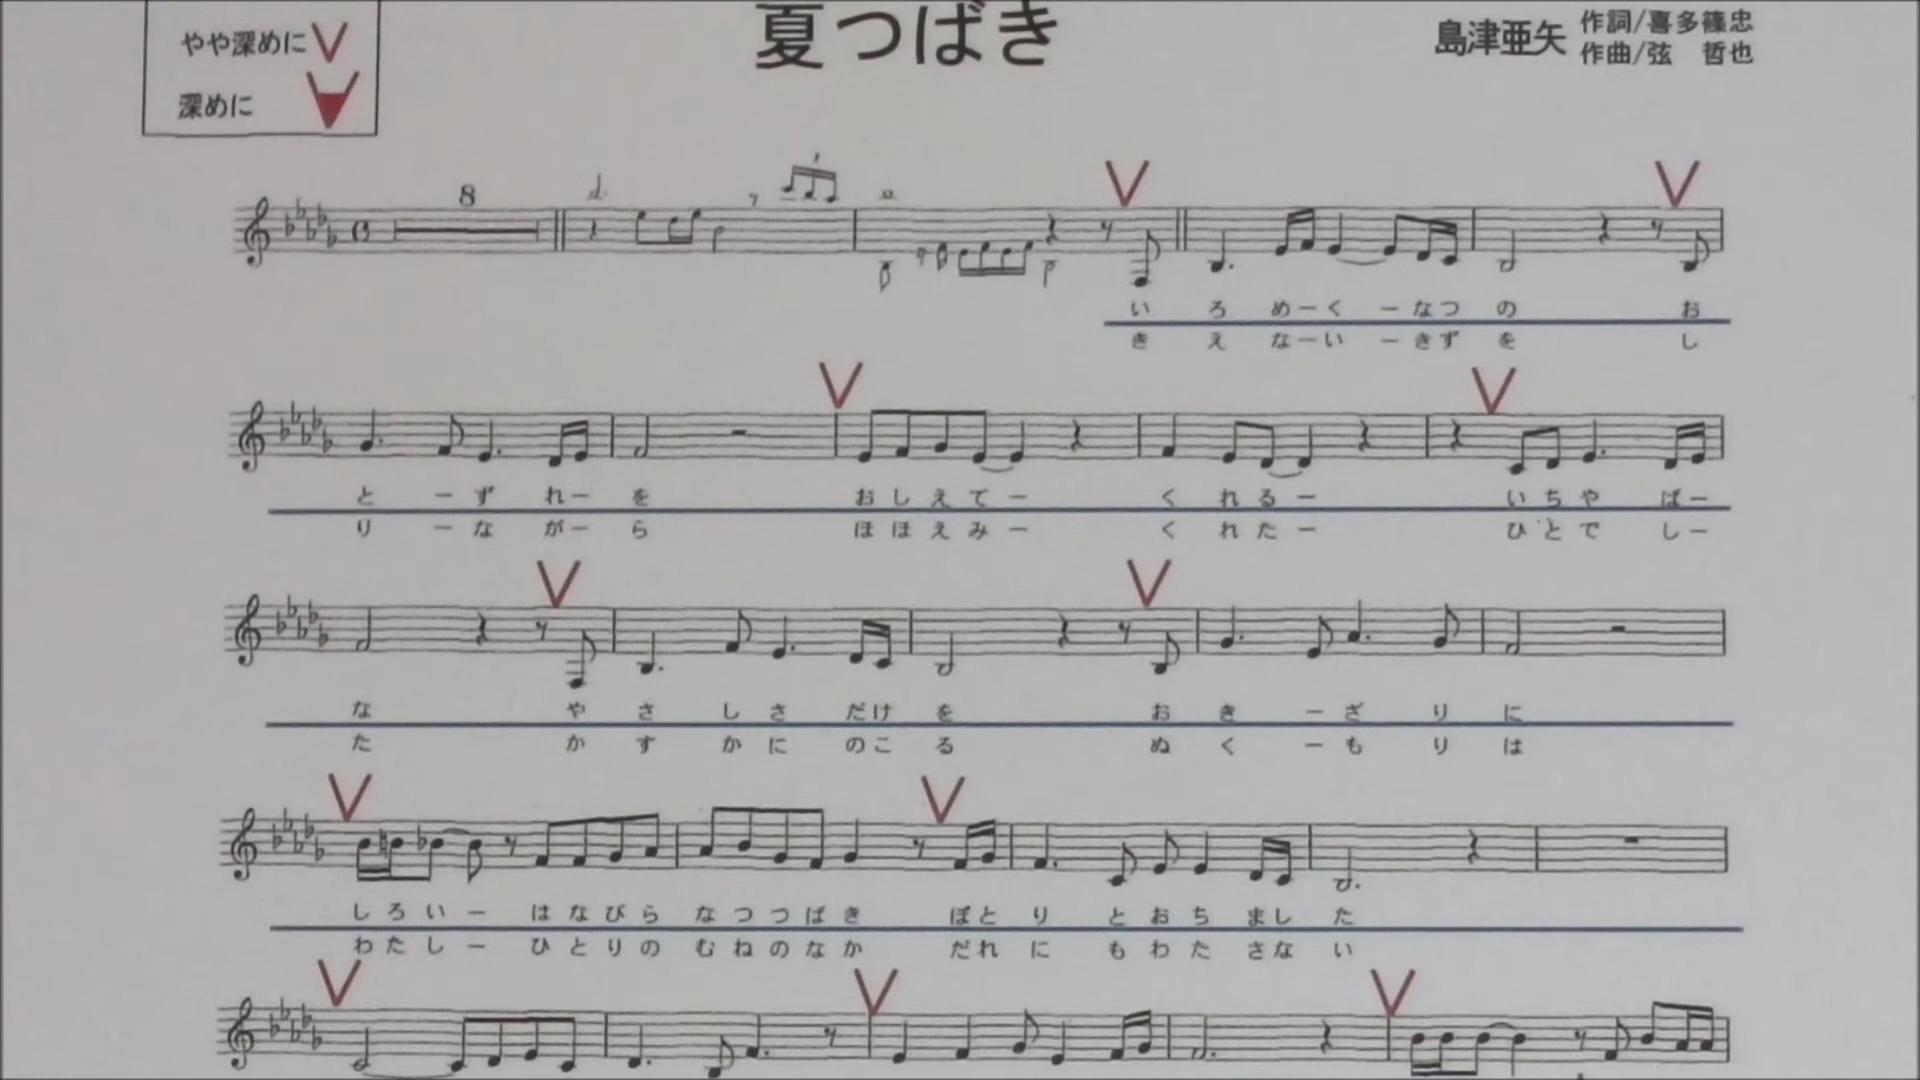 やや深めに
深めに
夏つばき
島津亜矢
作詞/喜多條忠
作曲/弦 哲也
8
い ろ めーく ーなつ の お
き え なーい ーきず を し
と ーず れー を おしえてー くれるー いちや ばー
り ーな がー ら ほほえみー くれたー ひとで しー
な や さ し さ だけ を お き ーざ り に
た か す か に のこ る ぬ く ーも り は
しろいー はなびら なつつばき ぽと り とおち まし た
わたしー ひとりの むねのなか だれ に もわた さな い